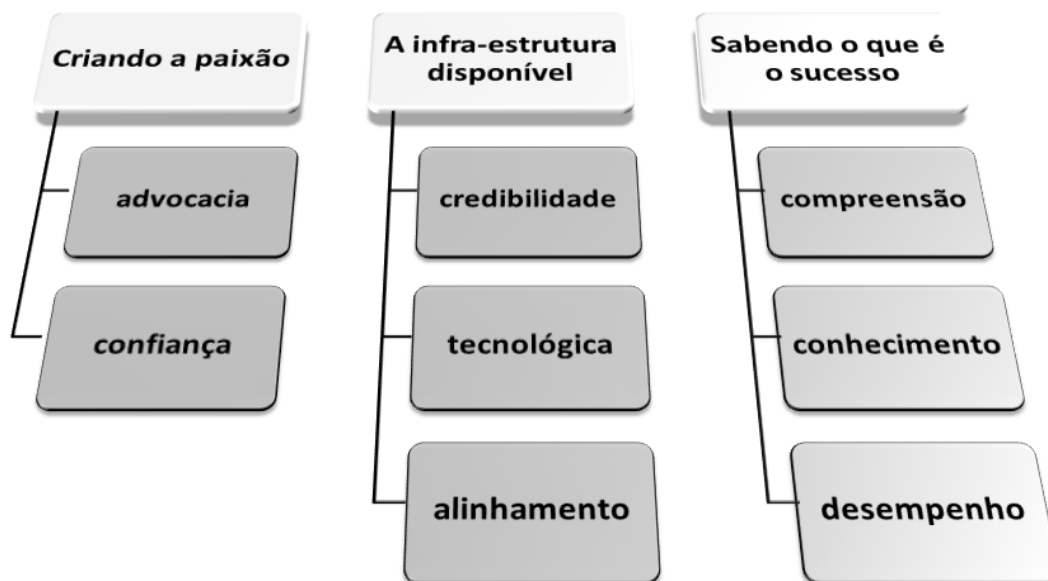 Criando a paixão
advocacia
confiança
A infra-estrutura
disponível
credibilidade
tecnológica
alinhamento
Sabendo o que é
o sucesso
compreensão
conhecimento
desempenho